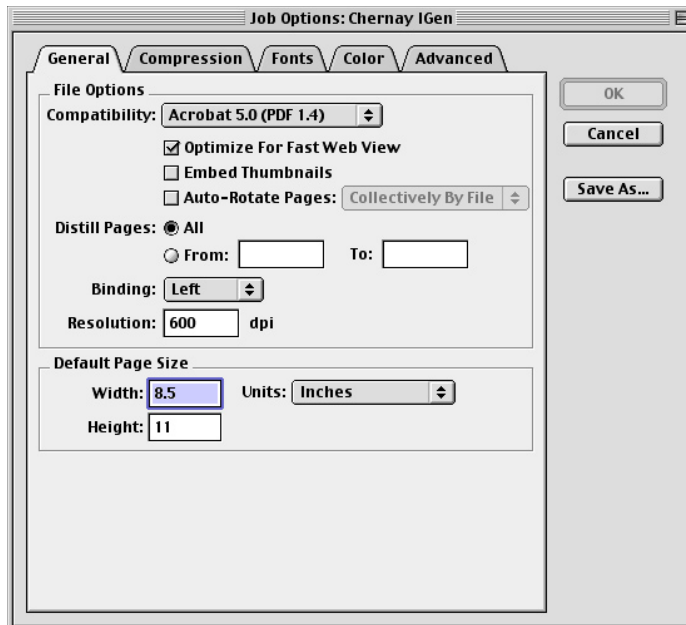 Job Options: Chernay IGen
General Compression Fonts Color Advanced
File Options
Compatibility: Acrobat 5.0 (PDF 1.4)
Optimize For Fast Web View
Embed Thumbnails
Auto-Rotate Pages: Collectively By File
Distill Pages: All
From: To:
Binding: Left
Resolution: 600 dpi
Default Page Size
Width: 8.5 Units: Inches
Height: 11
OK
Cancel
Save As...